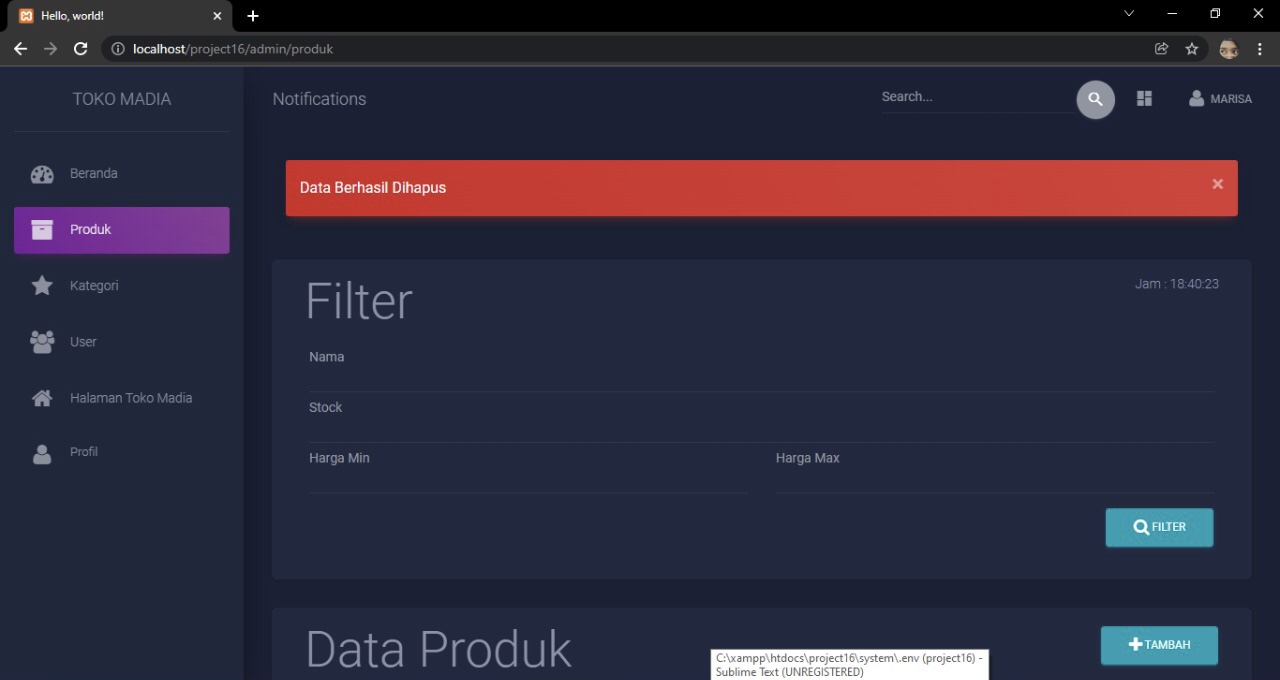 Hello, world!
localhost/project16/admin/produk
TOKO MADIA
Notifications
Search...
MARISA
Beranda
Produk
Kategori
User
Halaman Toko Madia
Profil
Data Berhasil Dihapus
Filter
Jam : 18:40:23
Nama
Stock
Harga Min
Harga Max
FILTER
Data Produk
TAMBAH
C:\xampp\htdocs\project16\system\.env (project16) -
Sublime Text (UNREGISTERED)